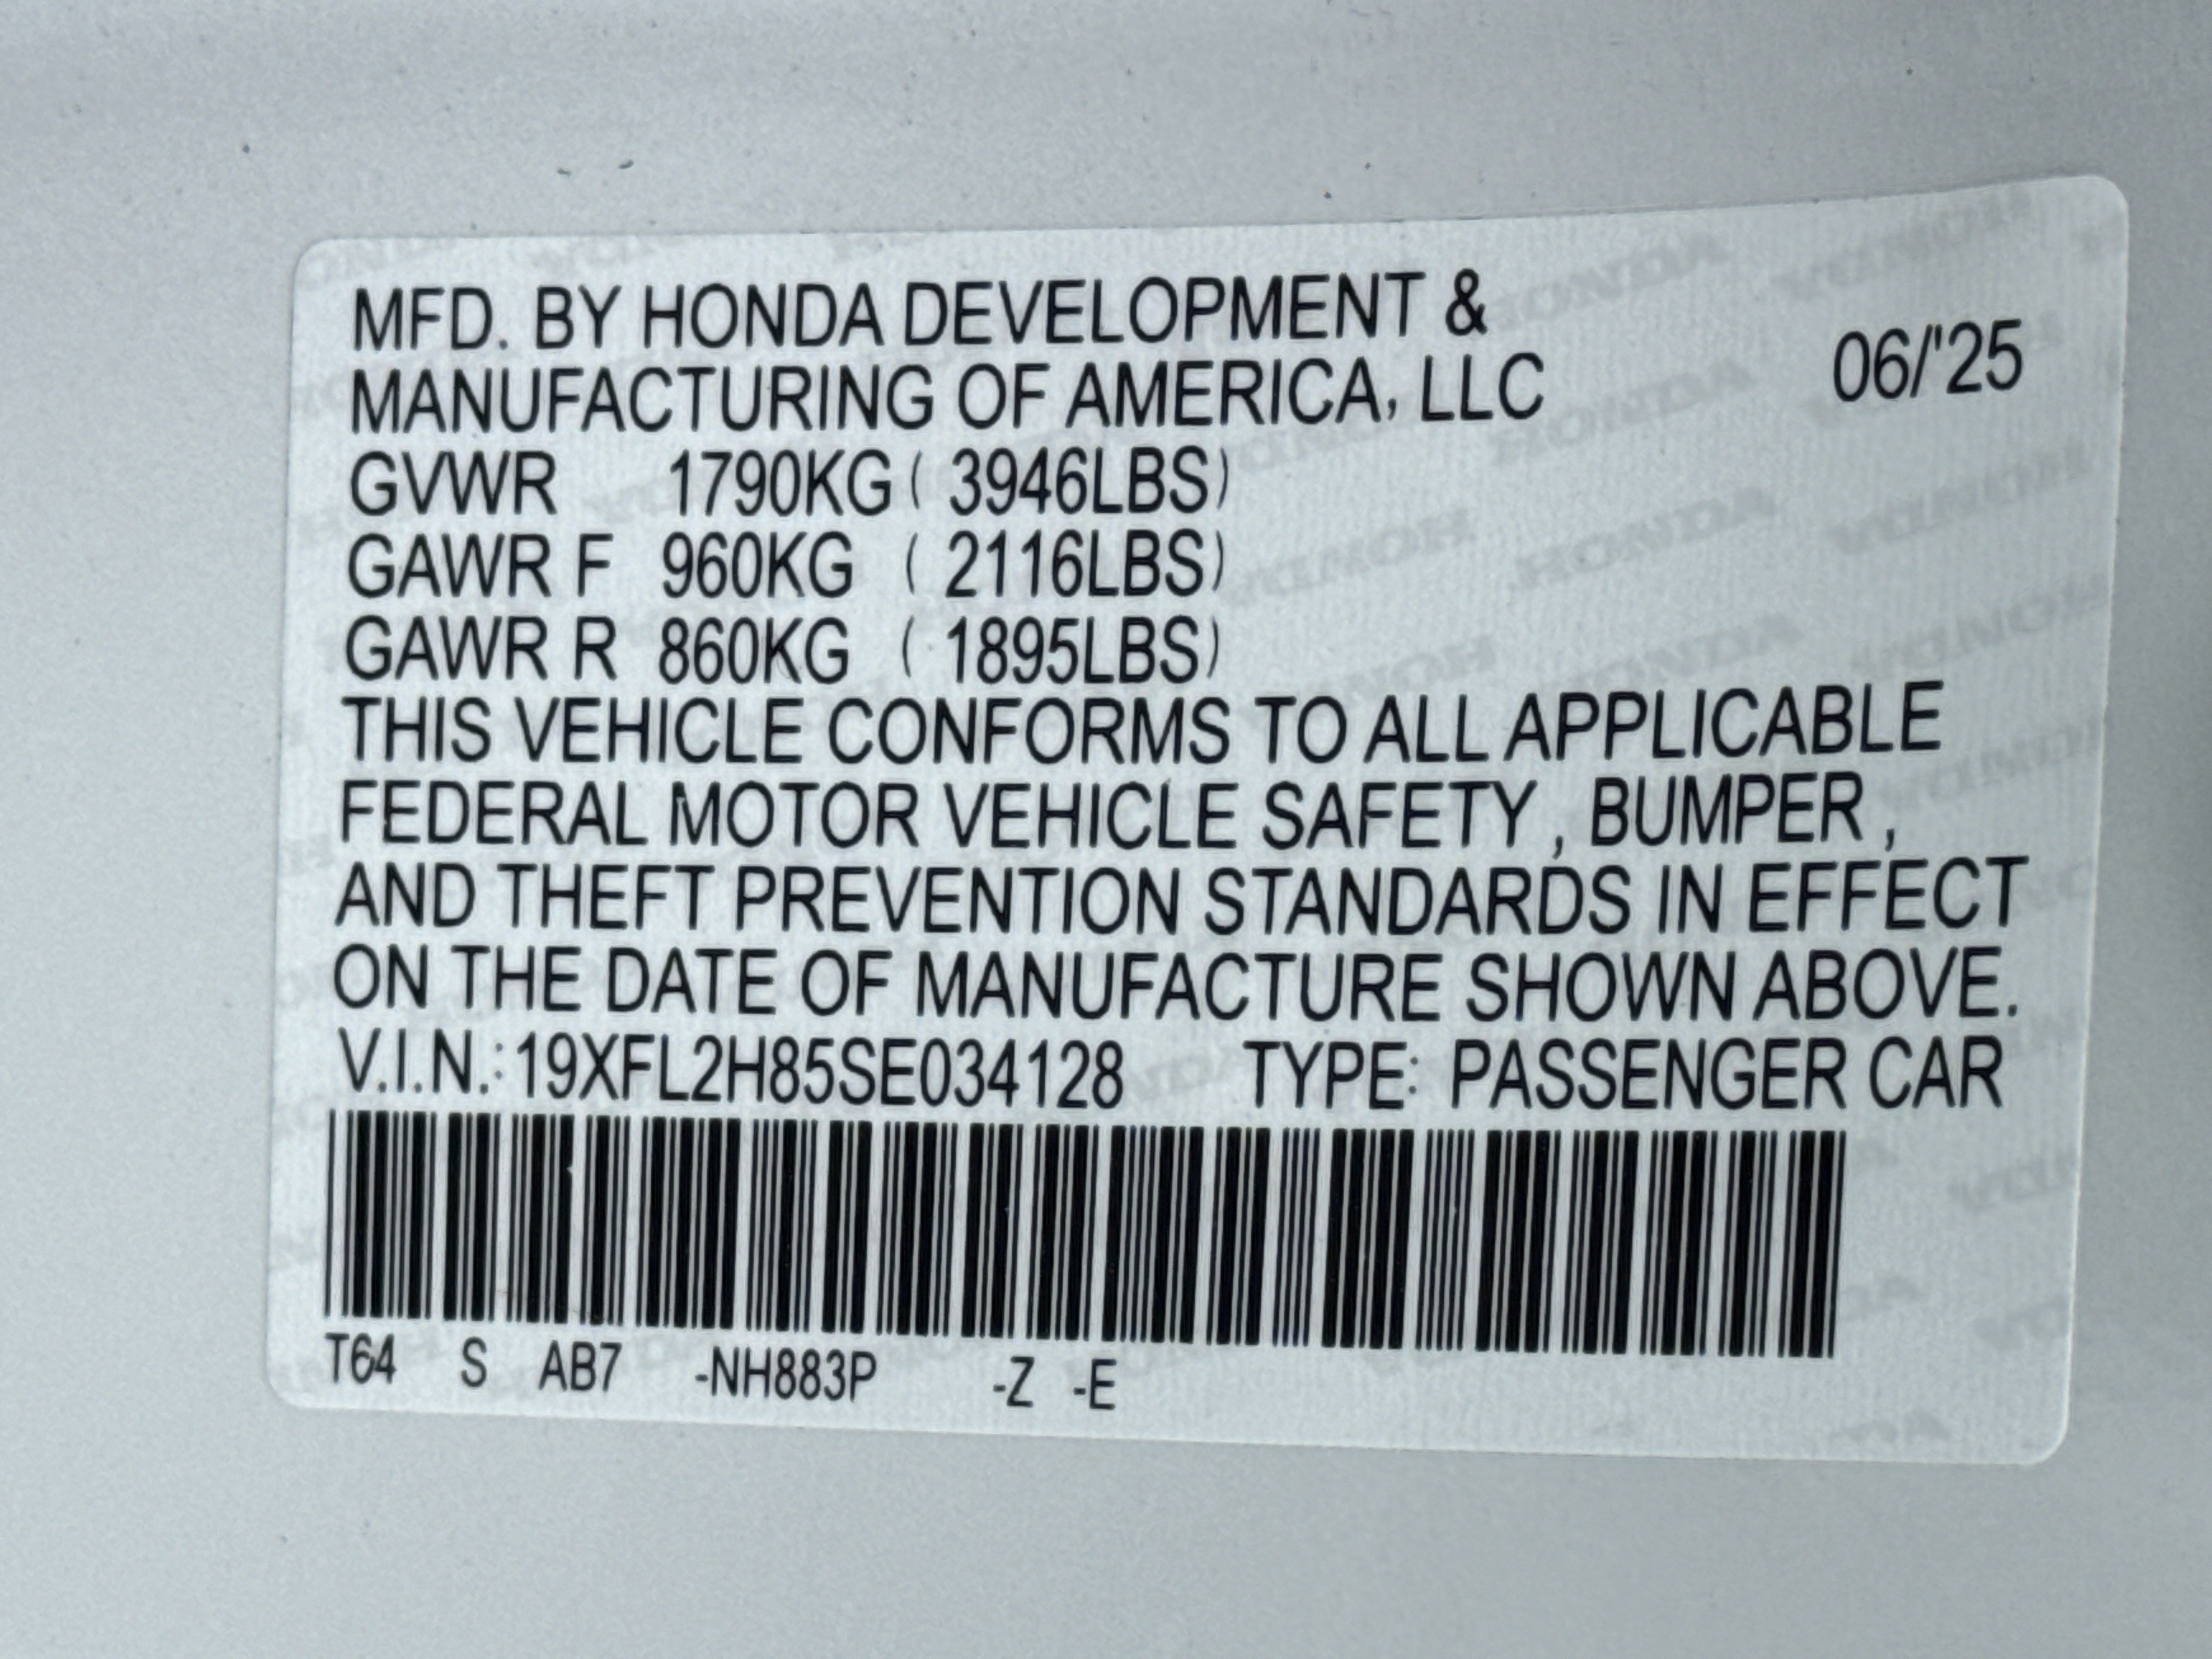 MFD. BY HONDA DEVELOPMENT &
MANUFACTURING OF AMERICA, LLC 06/'25
GVWR 1790KG ( 3946LBS)
GAWR F 960KG ( 2116LBS)
GAWR R 860KG ( 1895LBS)
THIS VEHICLE CONFORMS TO ALL APPLICABLE
FEDERAL MOTOR VEHICLE SAFETY , BUMPER ,
AND THEFT PREVENTION STANDARDS IN EFFECT
ON THE DATE OF MANUFACTURE SHOWN ABOVE.
V.I.N.: 19XFL2H85SE034128 TYPE: PASSENGER CAR
T64 S AB7 -NH883P -Z -E